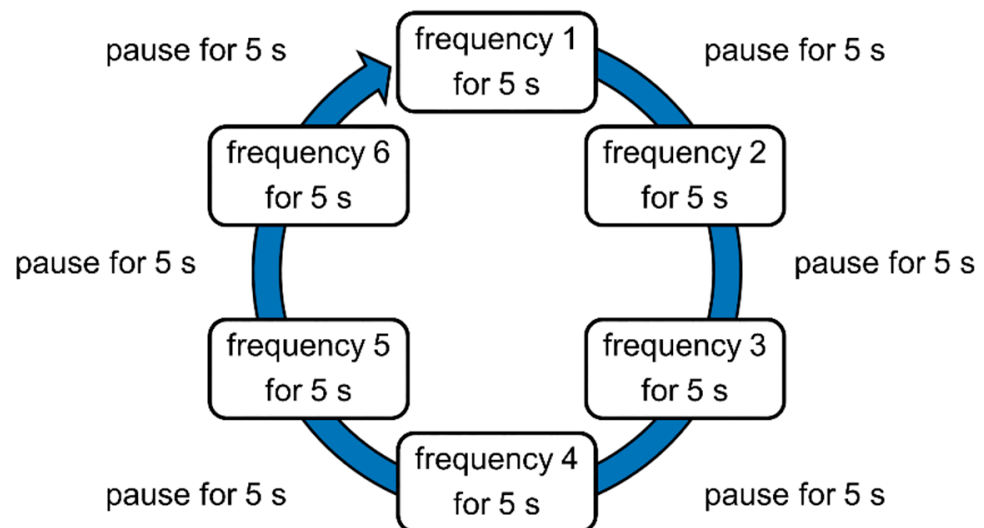 frequency 1
for 5 s
pause for 5 s
frequency 2
for 5 s
pause for 5 s
frequency 3
for 5 s
pause for 5 s
frequency 4
for 5 s
pause for 5 s
frequency 5
for 5 s
pause for 5 s
frequency 6
for 5 s
pause for 5 s